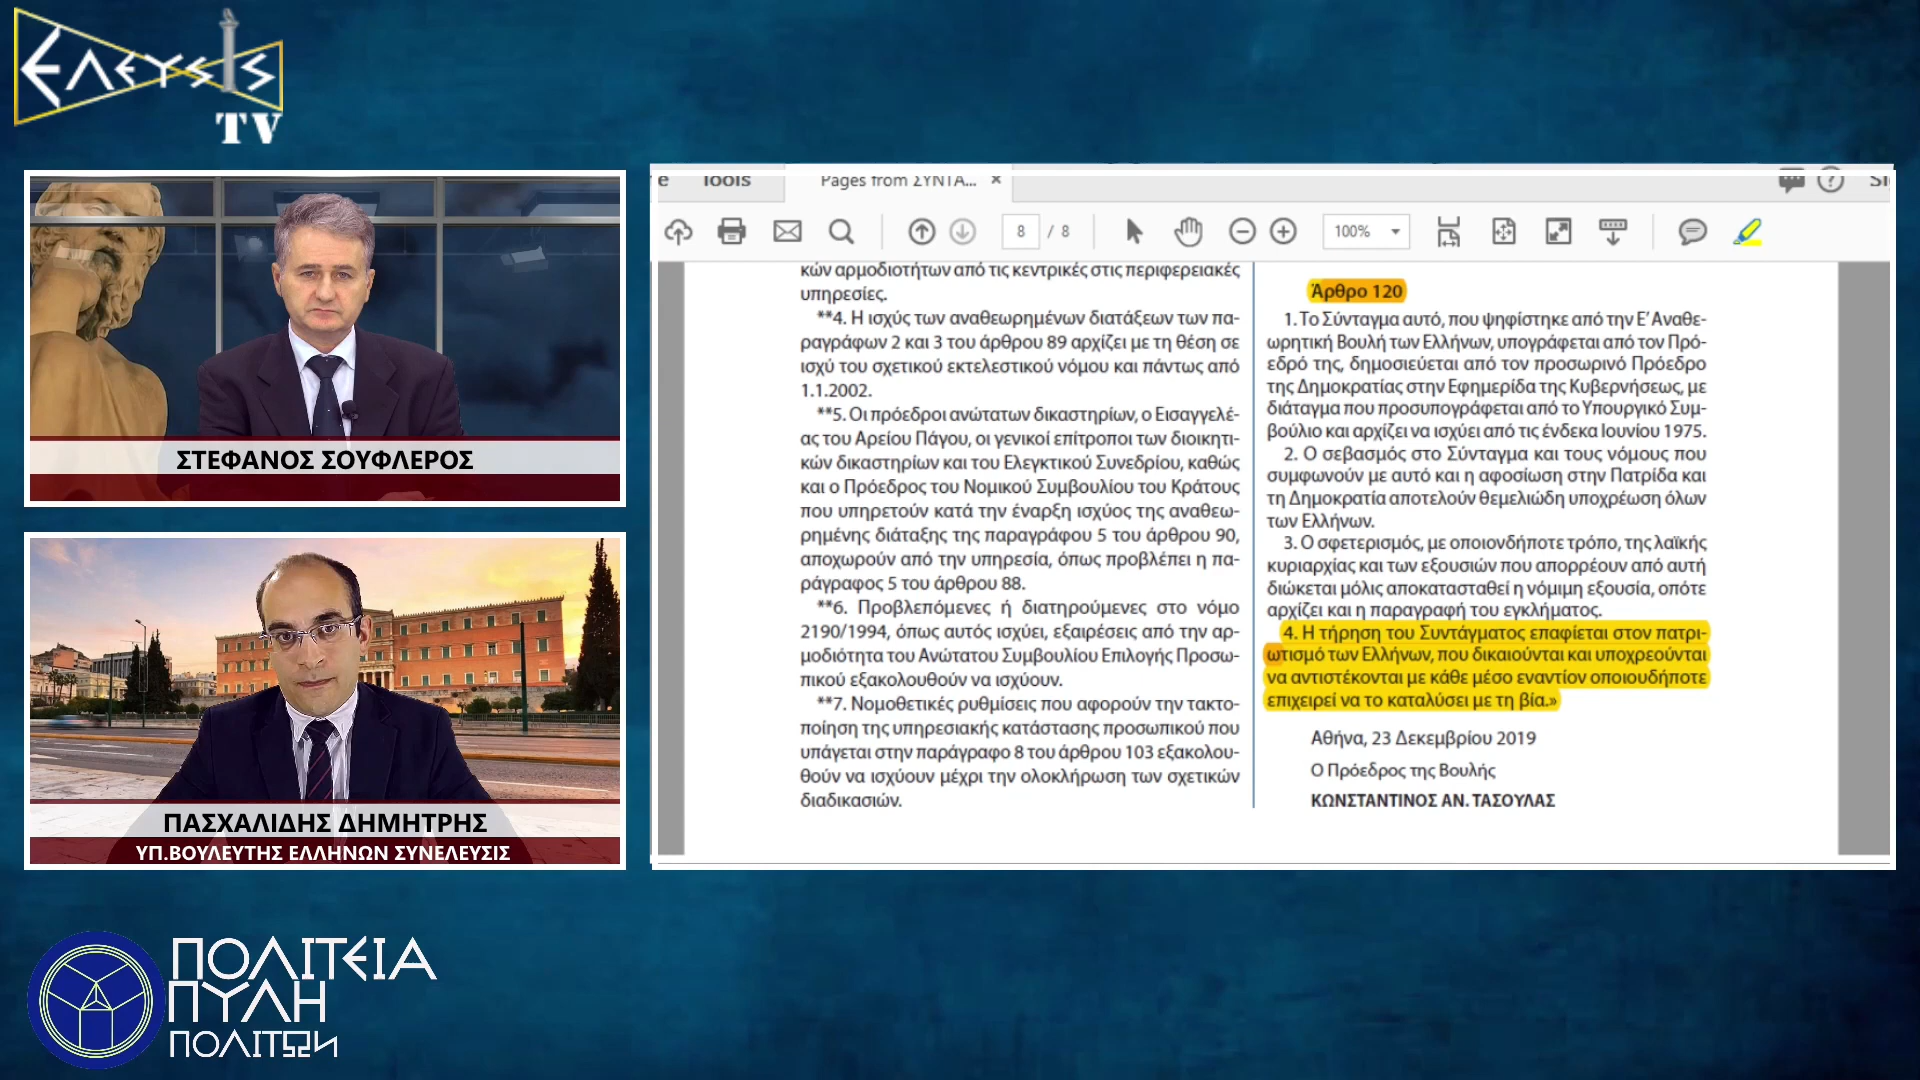 ΕΛΕΥSIS
TV
ΣΤΕΦΑΝΟΣ ΣΟΥΦΛΕΡΟΣ
ΠΑΣΧΑΛΙΔΗΣ ΔΗΜΗΤΡΗΣ
ΥΠ.ΒΟΥΛΕΥΤΗΣ ΕΛΛΗΝΩΝ ΣΥΝΕΛΕΥΣΙΣ
ΠΟΛΙΤΕΙΑ
ΠΥΛΗ
ΠΟΛΙΤΩΝ
e Tools Pages from ΣΥΝΤΑ... ×
8 / 8 100%
κών αρμοδιοτήτων από τις κεντρικές στις περιφερειακές
υπηρεσίες.
**4. Η ισχύς των αναθεωρημένων διατάξεων των πα-
ραγράφων 2 και 3 του άρθρου 89 αρχίζει με τη θέση σε
ισχύ του σχετικού εκτελεστικού νόμου και πάντως από
1.1.2002.
**5. Οι πρόεδροι ανώτατων δικαστηρίων, ο Εισαγγελέ-
ας του Αρείου Πάγου, οι γενικοί επίτροποι των διοικητι-
κών δικαστηρίων και του Ελεγκτικού Συνεδρίου, καθώς
και ο Πρόεδρος του Νομικού Συμβουλίου του Κράτους
που υπηρετούν κατά την έναρξη ισχύος της αναθεω-
ρημένης διάταξης της παραγράφου 5 του άρθρου 90,
αποχωρούν από την υπηρεσία, όπως προβλέπει η πα-
ράγραφος 5 του άρθρου 88.
**6. Προβλεπόμενες ή διατηρούμενες στο νόμο
2190/1994, όπως αυτός ισχύει, εξαιρέσεις από την αρ-
μοδιότητα του Ανώτατου Συμβουλίου Επιλογής Προσω-
πικού εξακολουθούν να ισχύουν.
**7. Νομοθετικές ρυθμίσεις που αφορούν την τακτο-
ποίηση της υπηρεσιακής κατάστασης προσωπικού που
υπάγεται στην παράγραφο 8 του άρθρου 103 εξακολου-
θούν να ισχύουν μέχρι την ολοκλήρωση των σχετικών
διαδικασιών.
Άρθρο 120
1. Το Σύνταγμα αυτό, που ψηφίστηκε από την Ε' Αναθε-
ωρητική Βουλή των Ελλήνων, υπογράφεται από τον Πρό-
εδρό της, δημοσιεύεται από τον προσωρινό Πρόεδρο
της Δημοκρατίας στην Εφημερίδα της Κυβερνήσεως, με
διάταγμα που προσυπογράφεται από το Υπουργικό Συμ-
βούλιο και αρχίζει να ισχύει από τις ένδεκα Ιουνίου 1975.
2. Ο σεβασμός στο Σύνταγμα και τους νόμους που
συμφωνούν με αυτό και η αφοσίωση στην Πατρίδα και
τη Δημοκρατία αποτελούν θεμελιώδη υποχρέωση όλων
των Ελλήνων.
3. Ο σφετερισμός, με οποιονδήποτε τρόπο, της λαϊκής
κυριαρχίας και των εξουσιών που απορρέουν από αυτή
διώκεται μόλις αποκατασταθεί η νόμιμη εξουσία, οπότε
αρχίζει και η παραγραφή του εγκλήματος.
4. Η τήρηση του Συντάγματος επαφίεται στον πατρι-
ωτισμό των Ελλήνων, που δικαιούνται και υποχρεούνται
να αντιστέκονται με κάθε μέσο εναντίον οποιουδήποτε
επιχειρεί να το καταλύσει με τη βία.»
Αθήνα, 23 Δεκεμβρίου 2019
Ο Πρόεδρος της Βουλής
ΚΩΝΣΤΑΝΤΙΝΟΣ ΑΝ. ΤΑΣΟΥΛΑΣ